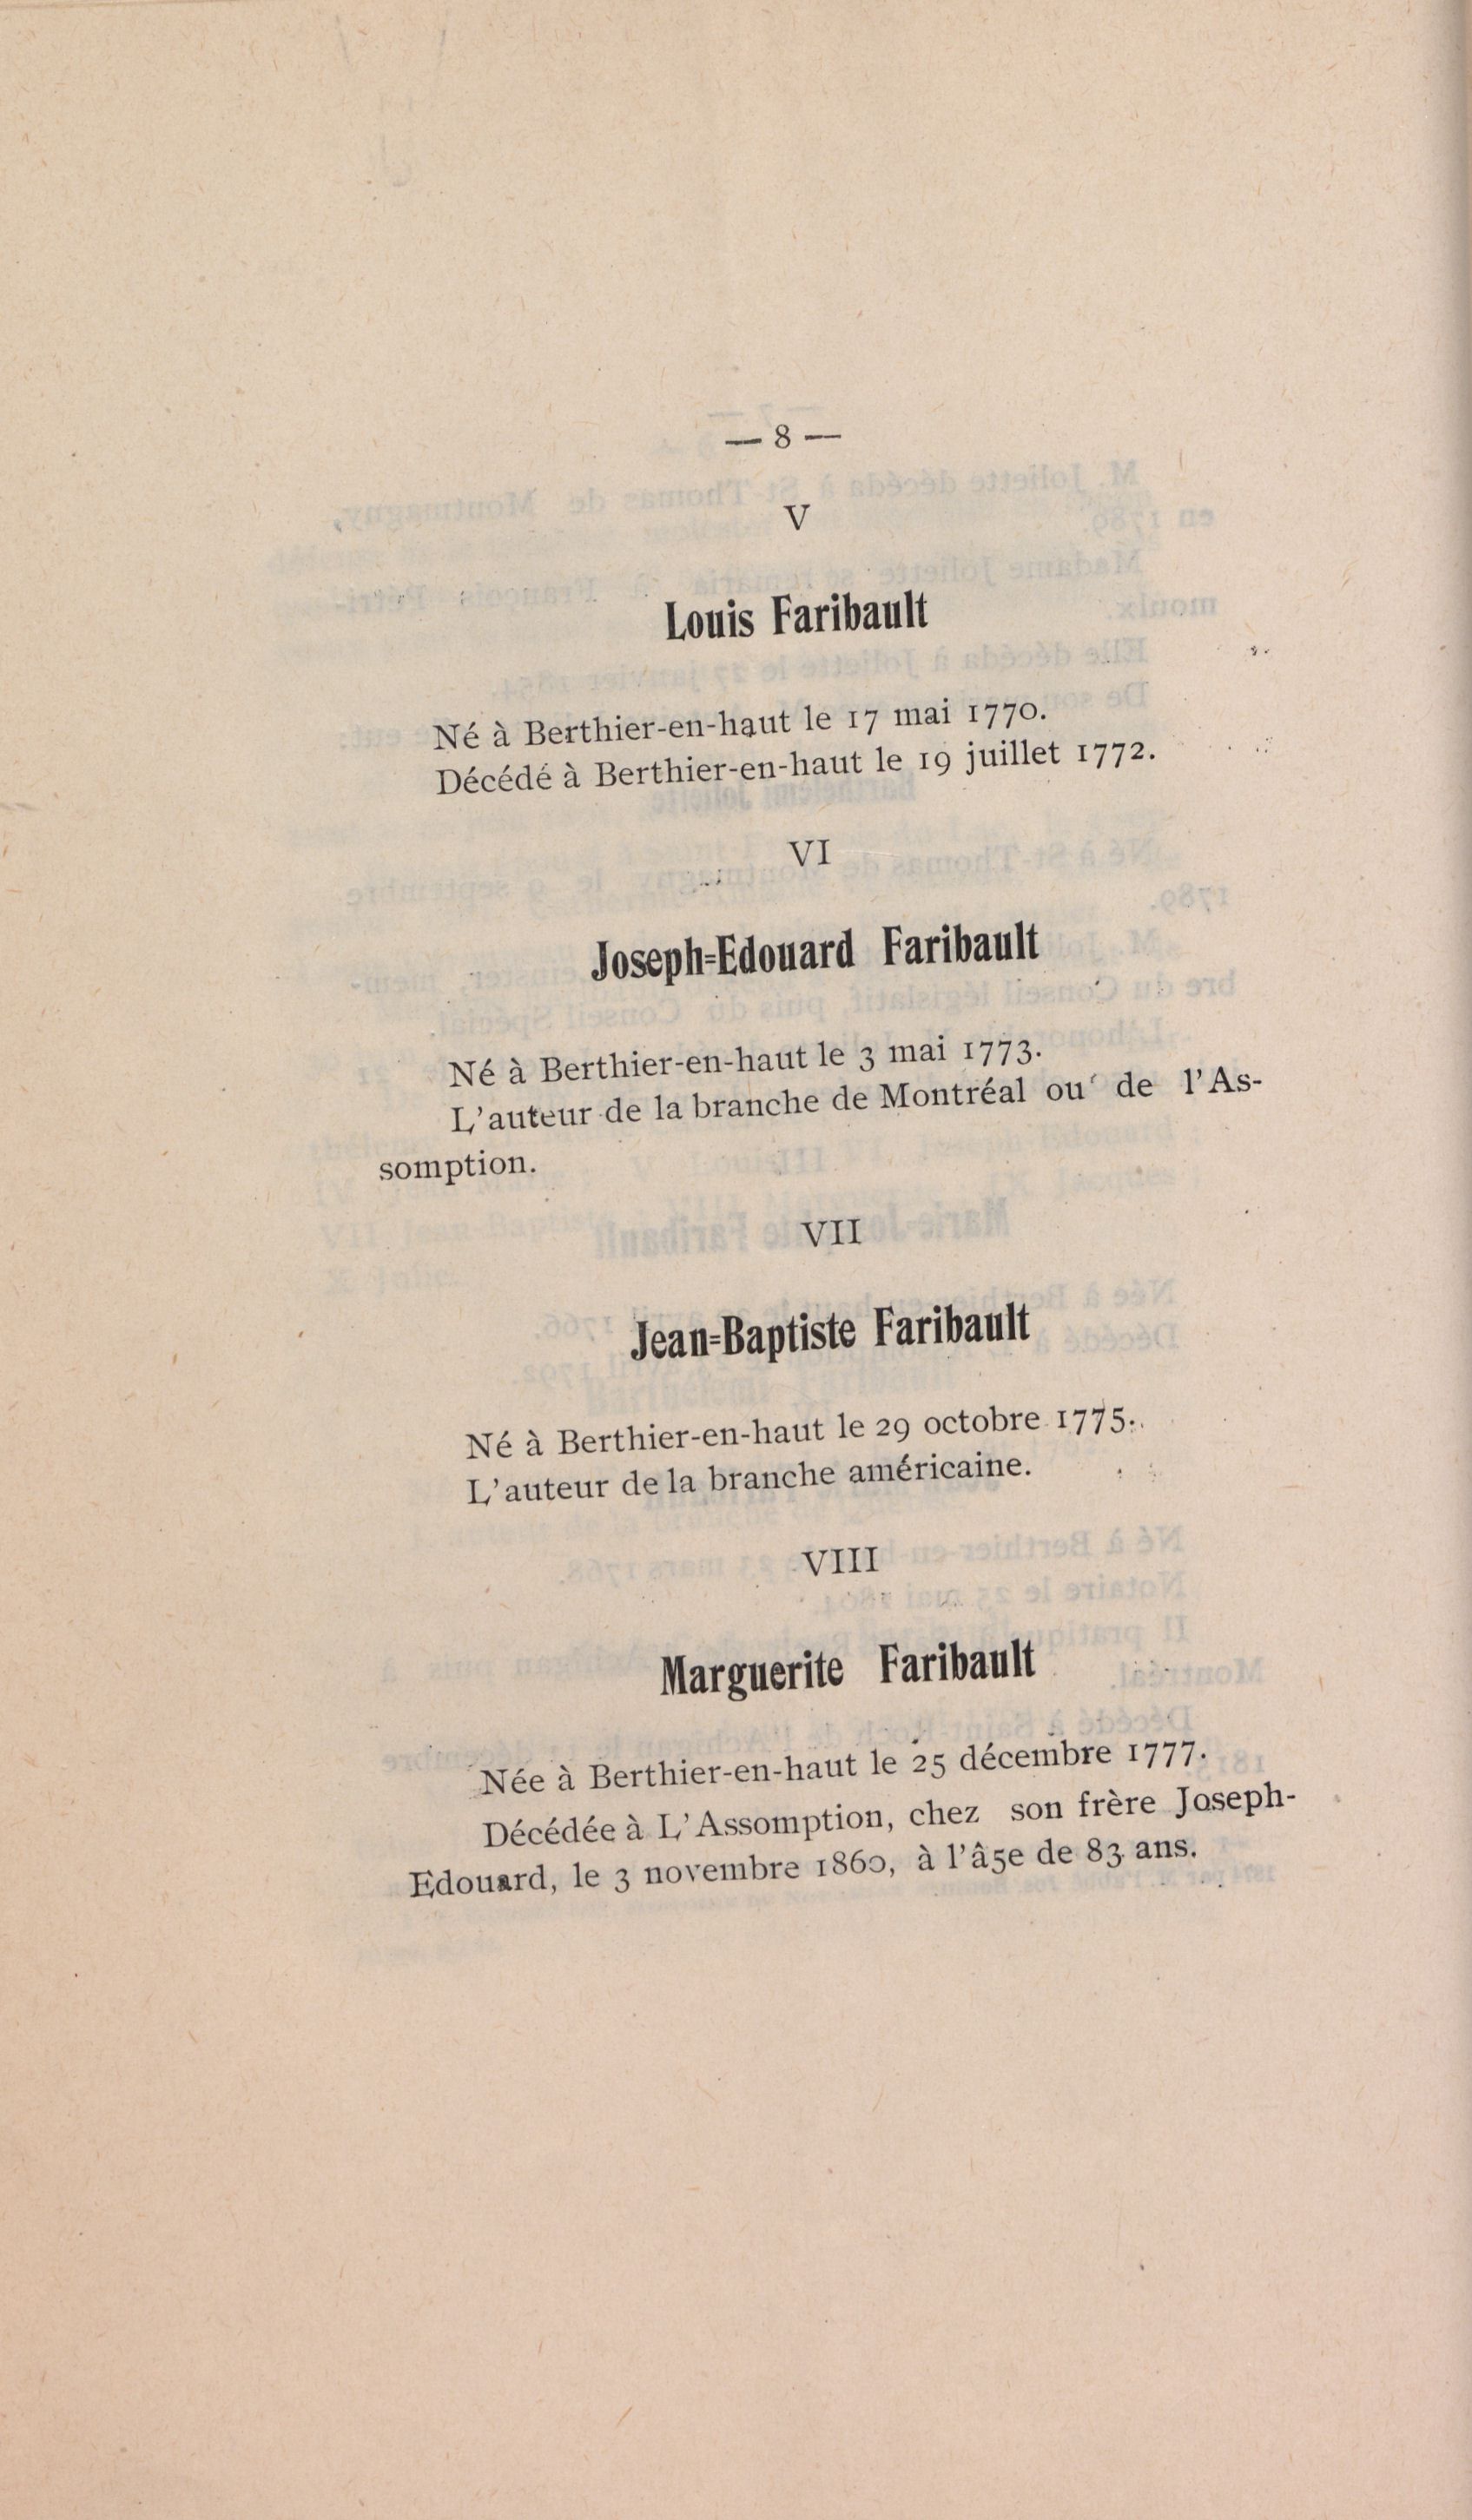 — 8 —
V
Louis Faribault
Né à Berthier-en-haut le 17 mai 1770.
Décédé à Berthier-en-haut le 19 juillet 1772.
VI
Joseph-Edouard Faribault
Né à Berthier-en-haut le 3 mai 1773.
L'auteur de la branche de Montréal ou de l'As-
somption.
VII
Jean-Baptiste Faribault
Né à Berthier-en-haut le 29 octobre 1775.
L'auteur de la branche américaine.
VIII
Marguerite Faribault
Née à Berthier-en-haut le 25 décembre 1777.
Décédée à L'Assomption, chez son frère Joseph-
Edouard, le 3 novembre 1860, à l'â5e de 83 ans.